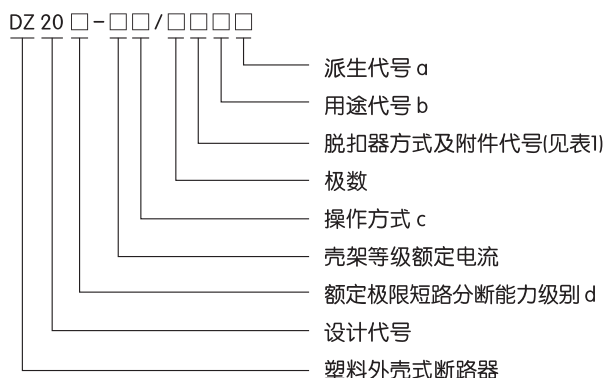 DZ20□-□□/□□□□
派生代号 a
用途代号 b
脱扣器方式及附件代号(见表1)
极数
操作方式 c
壳架等级额定电流
额定极限短路分断能力级别 d
设计代号
塑料外壳式断路器